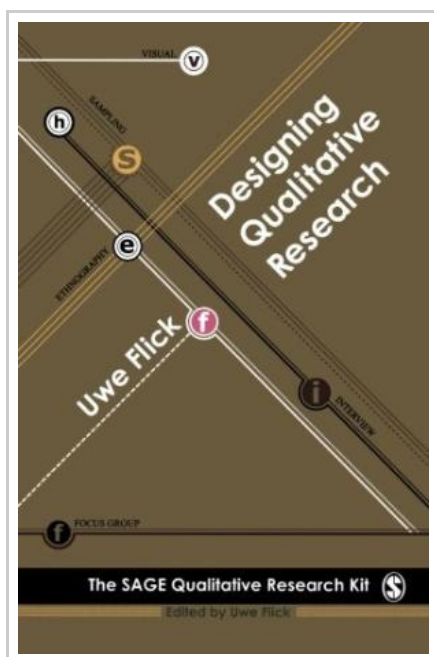 VISUAL
v
SAMPLING
h
S
Designing
Qualitative
Research
e
ETHNOGRAPHY
Uwe Flick
f
i
INTERVIEW
f
FOCUS GROUP
The SAGE Qualitative Research Kit
S
Edited by Uwe Flick